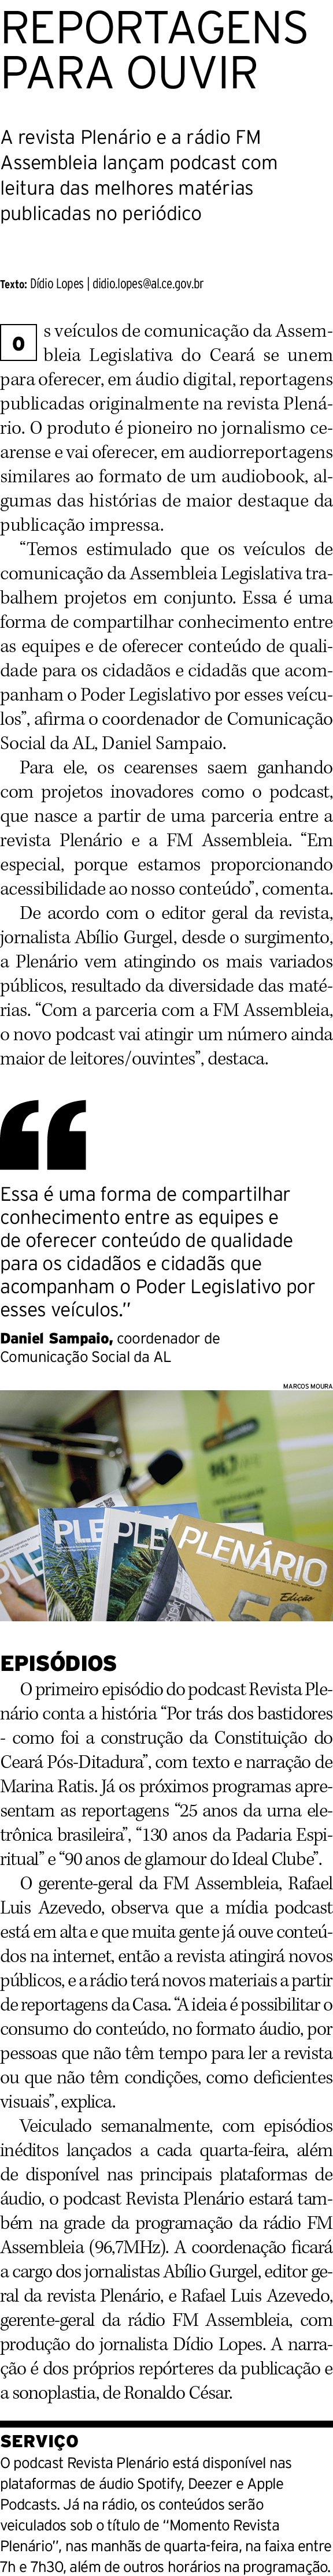 REPORTAGENS
PARA OUVIR
A revista Plenário e a rádio FM
Assembleia lançam podcast com
leitura das melhores matérias
publicadas no periódico
Texto: Dídio Lopes | didio.lopes@al.ce.gov.br
Os veículos de comunicação da Assem-
bleia Legislativa do Ceará se unem
para oferecer, em áudio digital, reportagens
publicadas originalmente na revista Plená-
rio. O produto é pioneiro no jornalismo ce-
arense e vai oferecer, em audiorreportagens
similares ao formato de um audiobook, al-
gumas das histórias de maior destaque da
publicação impressa.
“Temos estimulado que os veículos de
comunicação da Assembleia Legislativa tra-
balhem projetos em conjunto. Essa é uma
forma de compartilhar conhecimento entre
as equipes e de oferecer conteúdo de quali-
dade para os cidadãos e cidadãs que acom-
panham o Poder Legislativo por esses veícu-
los”, afirma o coordenador de Comunicação
Social da AL, Daniel Sampaio.
Para ele, os cearenses saem ganhando
com projetos inovadores como o podcast,
que nasce a partir de uma parceria entre a
revista Plenário e a FM Assembleia. “Em
especial, porque estamos proporcionando
acessibilidade ao nosso conteúdo”, comenta.
De acordo com o editor geral da revista,
jornalista Abílio Gurgel, desde o surgimento,
a Plenário vem atingindo os mais variados
públicos, resultado da diversidade das maté-
rias. “Com a parceria com a FM Assembleia,
o novo podcast vai atingir um número ainda
maior de leitores/ouvintes”, destaca.
“
Essa é uma forma de compartilhar
conhecimento entre as equipes e
de oferecer conteúdo de qualidade
para os cidadãos e cidadãs que
acompanham o Poder Legislativo por
esses veículos.”
Daniel Sampaio, coordenador de
Comunicação Social da AL
MARCOS MOURA
PLE
PLE
PLE
PLENÁRIO
Edição
50
EPISÓDIOS
O primeiro episódio do podcast Revista Ple-
nário conta a história “Por trás dos bastidores
- como foi a construção da Constituição do
Ceará Pós-Ditadura”, com texto e narração de
Marina Ratis. Já os próximos programas apre-
sentam as reportagens “25 anos da urna ele-
trônica brasileira”, “130 anos da Padaria Espi-
ritual” e “90 anos de glamour do Ideal Clube”.
O gerente-geral da FM Assembleia, Rafael
Luis Azevedo, observa que a mídia podcast
está em alta e que muita gente já ouve conteú-
dos na internet, então a revista atingirá novos
públicos, e a rádio terá novos materiais a partir
de reportagens da Casa. “A ideia é possibilitar o
consumo do conteúdo, no formato áudio, por
pessoas que não têm tempo para ler a revista
ou que não têm condições, como deficientes
visuais”, explica.
Veiculado semanalmente, com episódios
inéditos lançados a cada quarta-feira, além
de disponível nas principais plataformas de
áudio, o podcast Revista Plenário estará tam-
bém na grade da programação da rádio FM
Assembleia (96,7MHz). A coordenação ficará
a cargo dos jornalistas Abílio Gurgel, editor ge-
ral da revista Plenário, e Rafael Luis Azevedo,
gerente-geral da rádio FM Assembleia, com
produção do jornalista Dídio Lopes. A narra-
ção é dos próprios repórteres da publicação e
a sonoplastia, de Ronaldo César.
SERVIÇO
O podcast Revista Plenário está disponível nas
plataformas de áudio Spotify, Deezer e Apple
Podcasts. Já na rádio, os conteúdos serão
veiculados sob o título de “Momento Revista
Plenário”, nas manhãs de quarta-feira, na faixa entre
7h e 7h30, além de outros horários na programação.